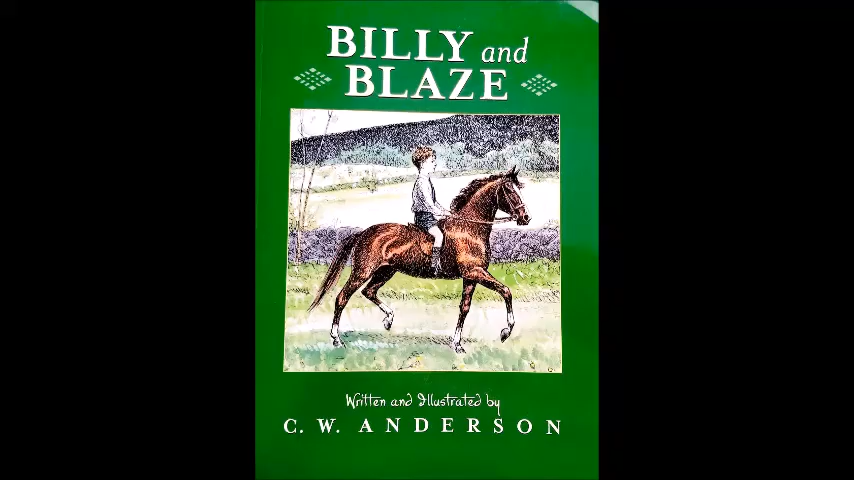 BILLY and
BLAZE
Written and Illustrated by
C. W. ANDERSON